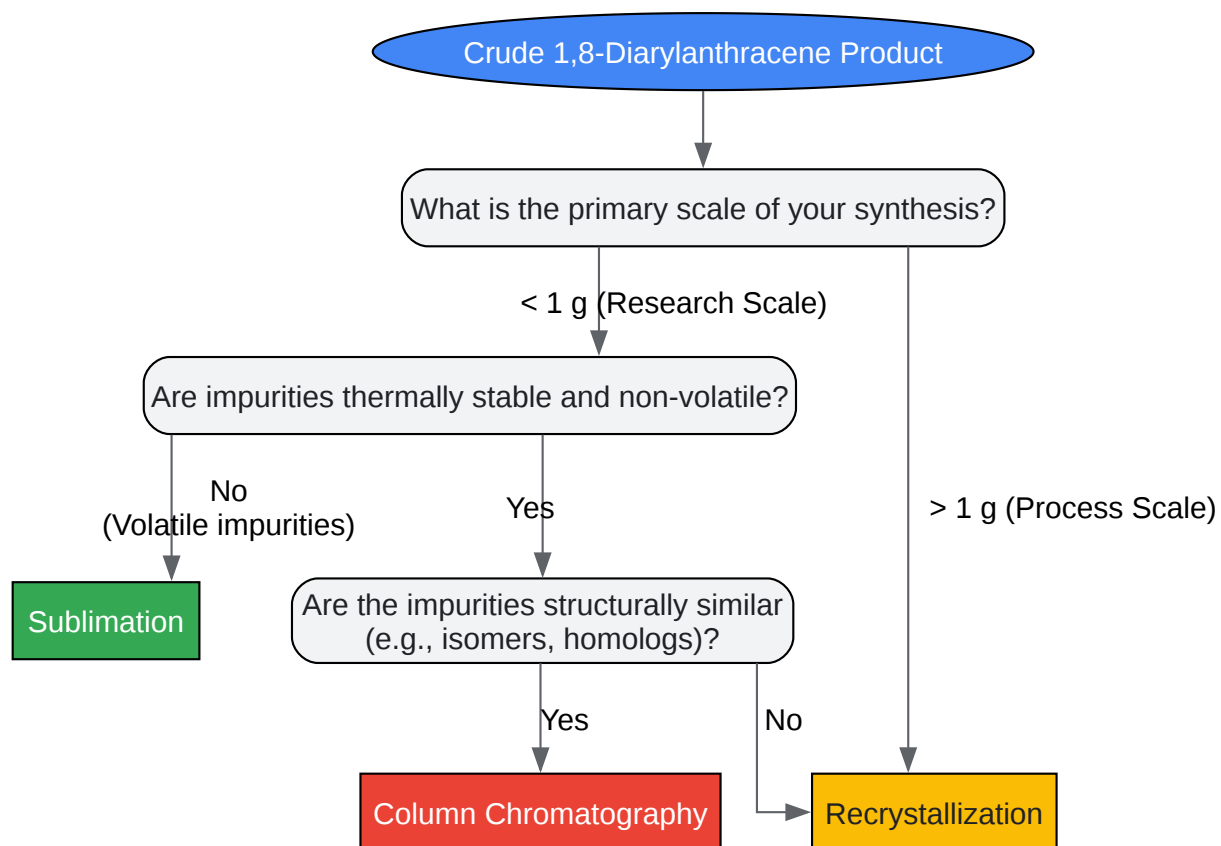 Crude 1,8-Diarylanthracene Product
What is the primary scale of your synthesis?
< 1 g (Research Scale)
Are impurities thermally stable and non-volatile?
No
(Volatile impurities)
Yes
> 1 g (Process Scale)
Sublimation
Are the impurities structurally similar
(e.g., isomers, homologs)?
Yes
No
Column Chromatography
Recrystallization